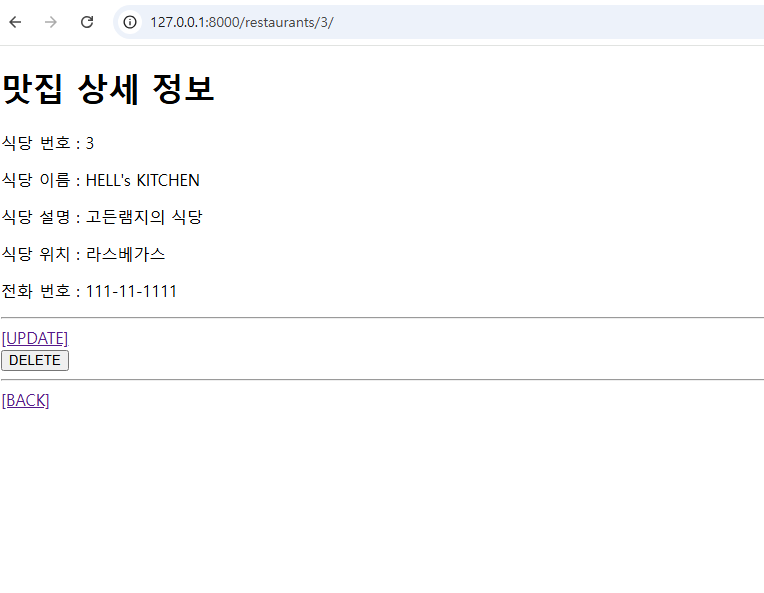 127.0.0.1:8000/restaurants/3/
맛집 상세 정보
식당 번호 : 3
식당 이름 : HELL's KITCHEN
식당 설명 : 고든램지의 식당
식당 위치 : 라스베가스
전화 번호 : 111-11-1111
[UPDATE]
DELETE
[BACK]